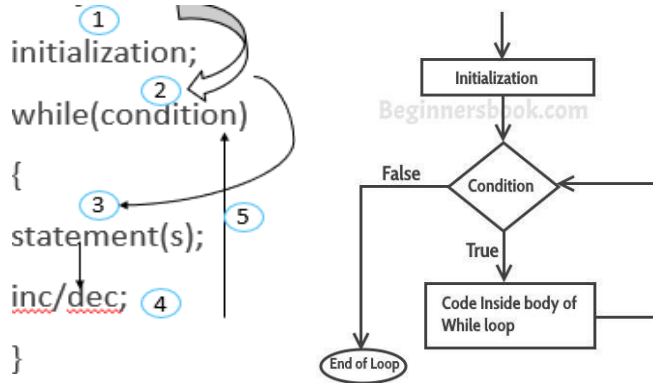 1
initialization;
2
while(condition)
{
3
statement(s);
5
inc/dec; 4
}
Initialization
Beginnersbook.com
False
Condition
True
Code Inside body of
While loop
End of Loop